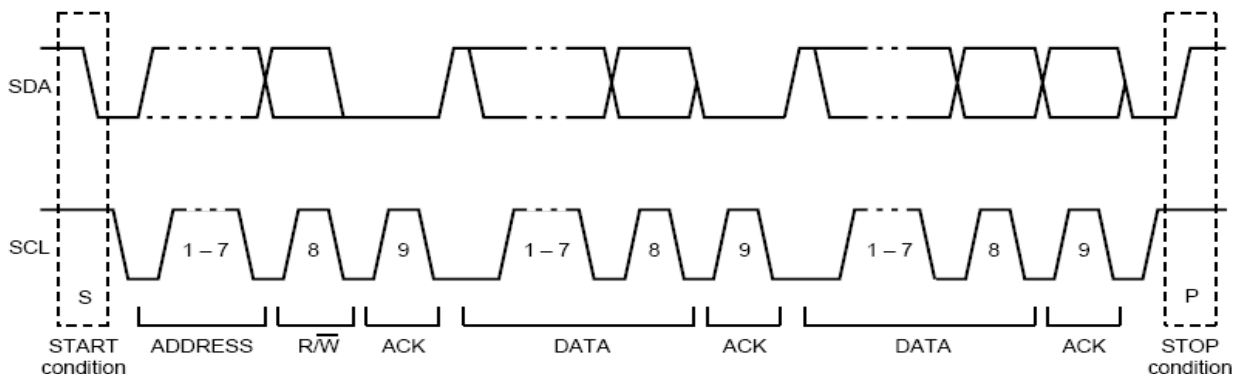 SDA
SCL
1 – 7 8 9 1 – 7 8 9 1 – 7 8 9
S P
START condition ADDRESS R/W̅ ACK DATA ACK DATA ACK STOP condition